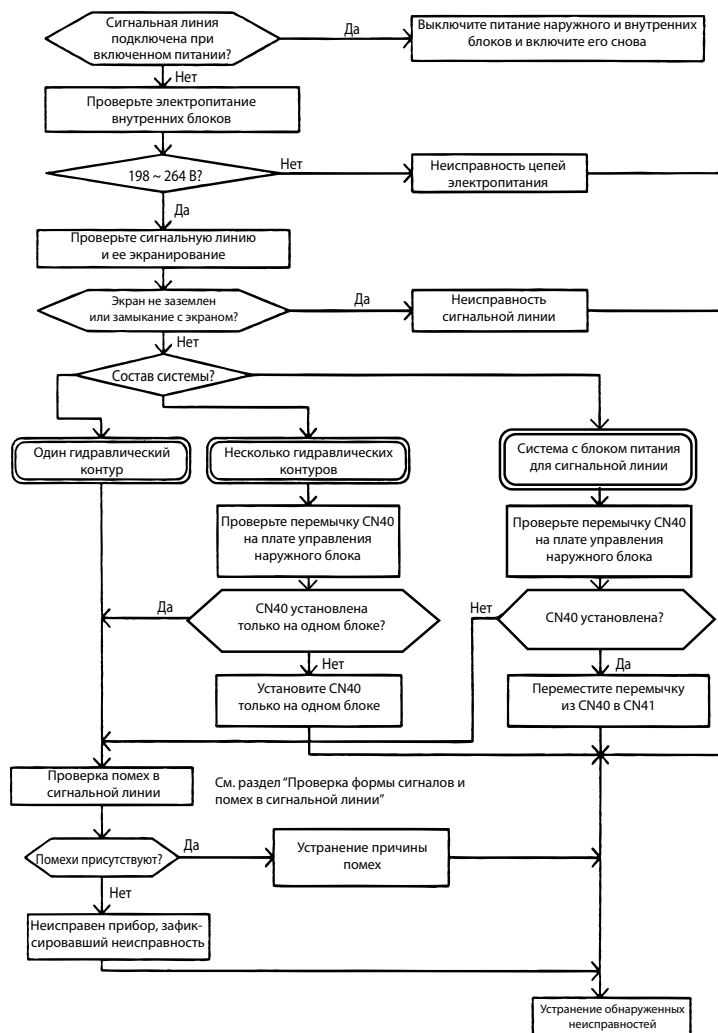 Сигнальная линия
подключена при
включенном питании?
Да
Выключите питание наружного и внутренних
блоков и включите его снова
Нет
Проверьте электропитание
внутренних блоков
198 ~ 264 В?
Нет
Неисправность цепей
электропитания
Да
Проверьте сигнальную линию
и ее экранирование
Экран не заземлен
или замыкание с экраном?
Да
Неисправность
сигнальной линии
Нет
Состав системы?
Один гидравлический
контур
Несколько гидравлических
контуров
Система с блоком питания
для сигнальной линии
Проверьте перемычку CN40
на плате управления
наружного блока
Проверьте перемычку CN40
на плате управления
наружного блока
Да
CN40 установлена
только на одном блоке?
Нет
CN40 установлена?
Нет
Да
Установите CN40
только на одном блоке
Переместите перемычку
из CN40 в CN41
Проверка помех в
сигнальной линии
См. раздел "Проверка формы сигналов и
помех в сигнальной линии"
Помехи присутствуют?
Да
Устранение причины
помех
Нет
Неисправен прибор, зафик-
сировавший неисправность
Устранение обнаруженных
неисправностей